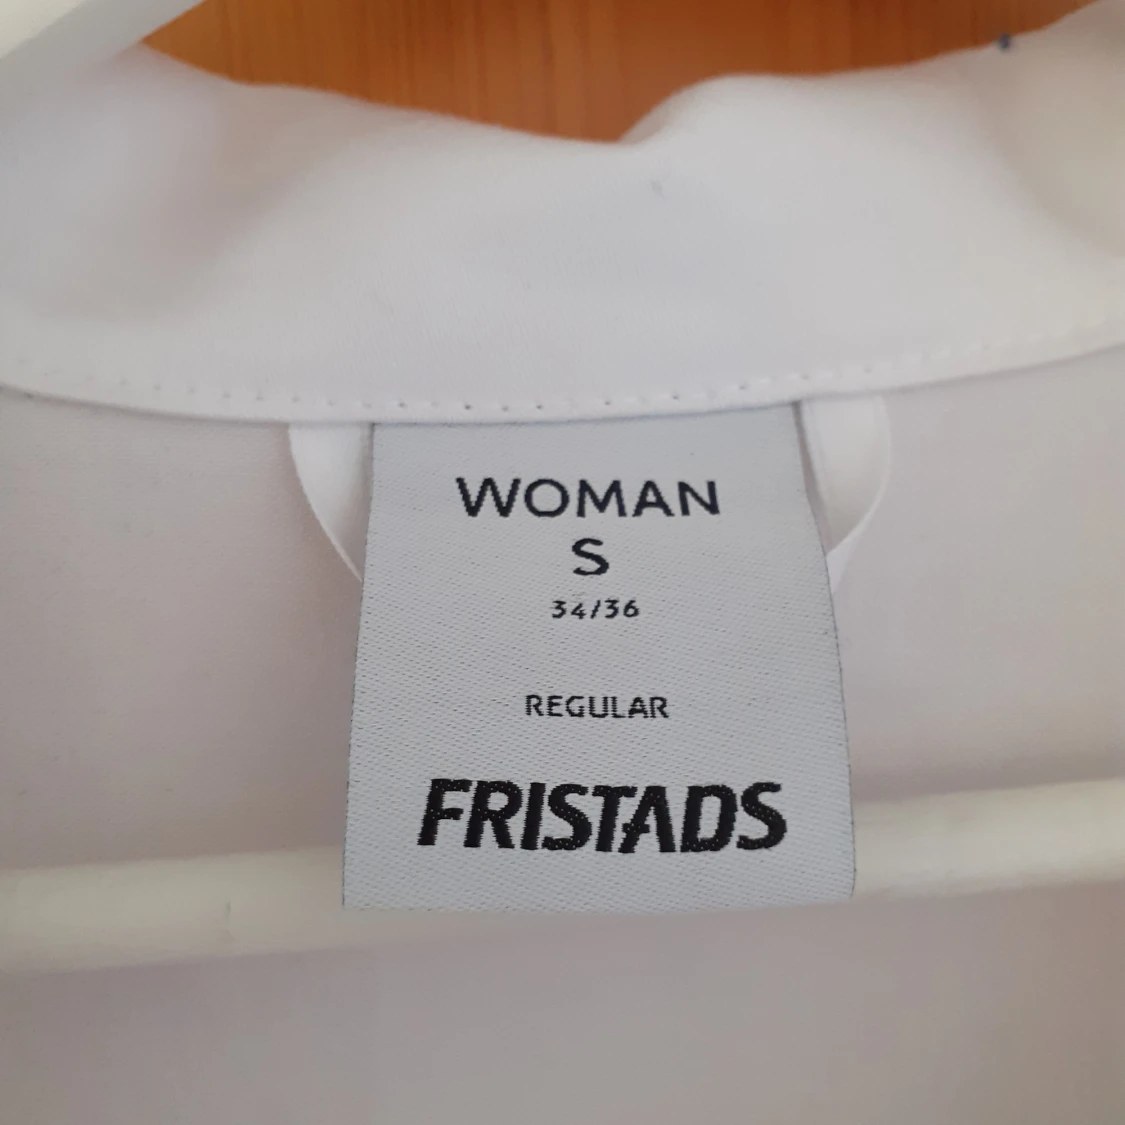 WOMAN
S
34/36
REGULAR
FRISTADS